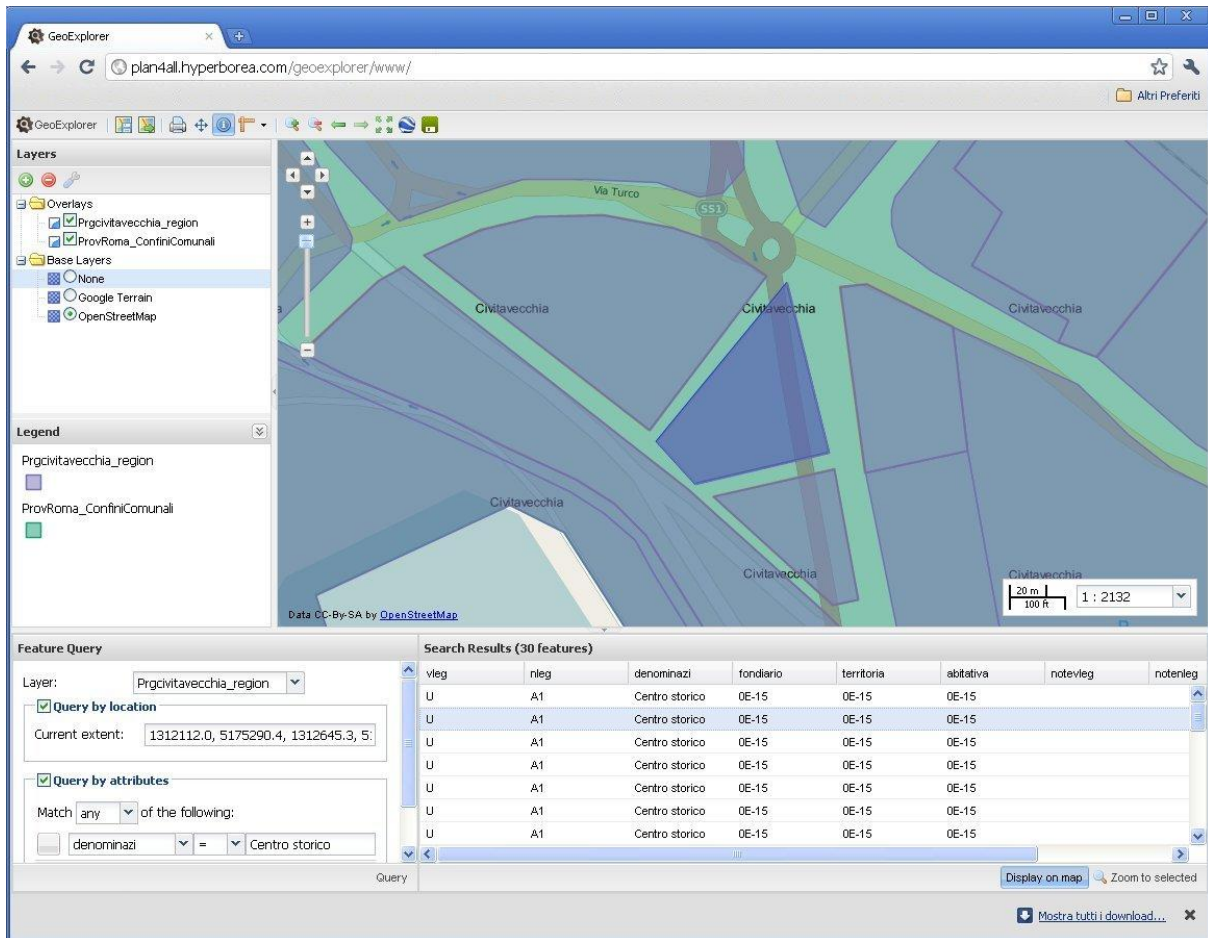 GeoExplorer
plan4all.hyperborea.com/geoexplorer/www/
Altri Preferiti
GeoExplorer
Layers
Overlays
Prgcivitavecchia_region
ProvRoma_ConfiniComunali
Base Layers
None
Google Terrain
OpenStreetMap
Legend
Prgcivitavecchia_region
ProvRoma_ConfiniComunali
Via Turco
SS1
Civitavecchia
Civitavecchia
Civitavecchia
Civitavecchia
Civitavecchia
Civitavecchia
Data CC-By-SA by OpenStreetMap
20 m
100 ft
1 : 2132
P
Feature Query
Layer: Prgcivitavecchia_region
Query by location
Current extent: 1312112.0, 5175290.4, 1312645.3, 5
Query by attributes
Match any of the following:
denominazi = Centro storico
Query
Search Results (30 features)
vleg nleg denominazi fondiario territoria abitativa notevleg notenleg
U A1 Centro storico 0E-15 0E-15 0E-15
U A1 Centro storico 0E-15 0E-15 0E-15
U A1 Centro storico 0E-15 0E-15 0E-15
U A1 Centro storico 0E-15 0E-15 0E-15
U A1 Centro storico 0E-15 0E-15 0E-15
U A1 Centro storico 0E-15 0E-15 0E-15
U A1 Centro storico 0E-15 0E-15 0E-15
Display on map Zoom to selected
Mostra tutti i download...